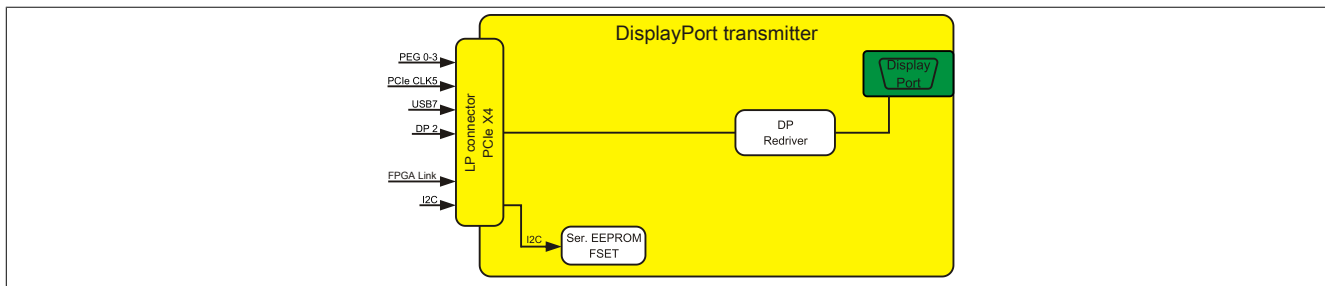 DisplayPort transmitter
PEG 0-3
PCIe CLK5
USB7
DP 2
FPGA Link
I2C
LP connector
PCIe X4
DP
Redriver
Display
Port
I2C
Ser. EEPROM
FSET